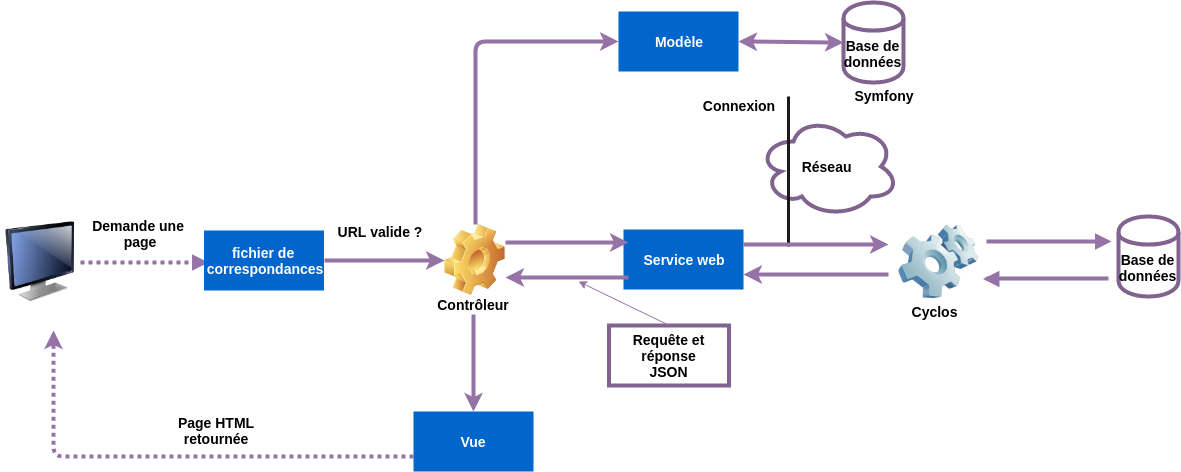 Modèle
Base de
données
Symfony
Connexion
Réseau
Demande une
page
fichier de
correspondances
URL valide ?
Contrôleur
Service web
Cyclos
Base de
données
Requête et
réponse
JSON
Page HTML
retournée
Vue